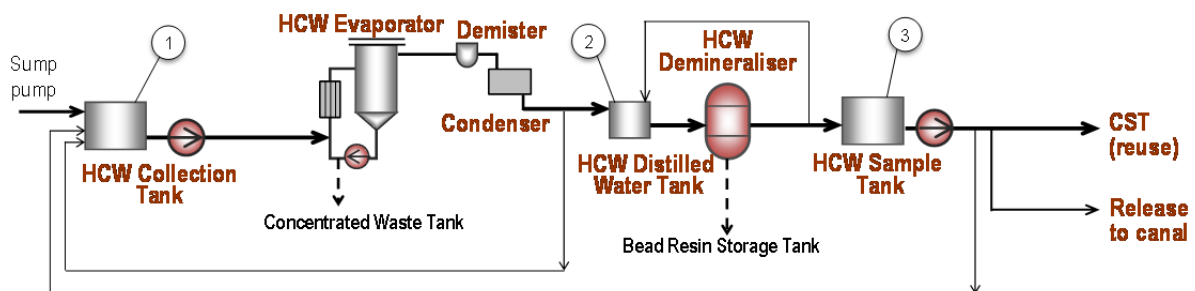 1
HCW Evaporator
Demister
2
HCW
Demineraliser
3
Sump
pump
Condenser
CST
(reuse)
HCW Collection
Tank
HCW Distilled
Water Tank
HCW Sample
Tank
Concentrated Waste Tank
Bead Resin Storage Tank
Release
to canal